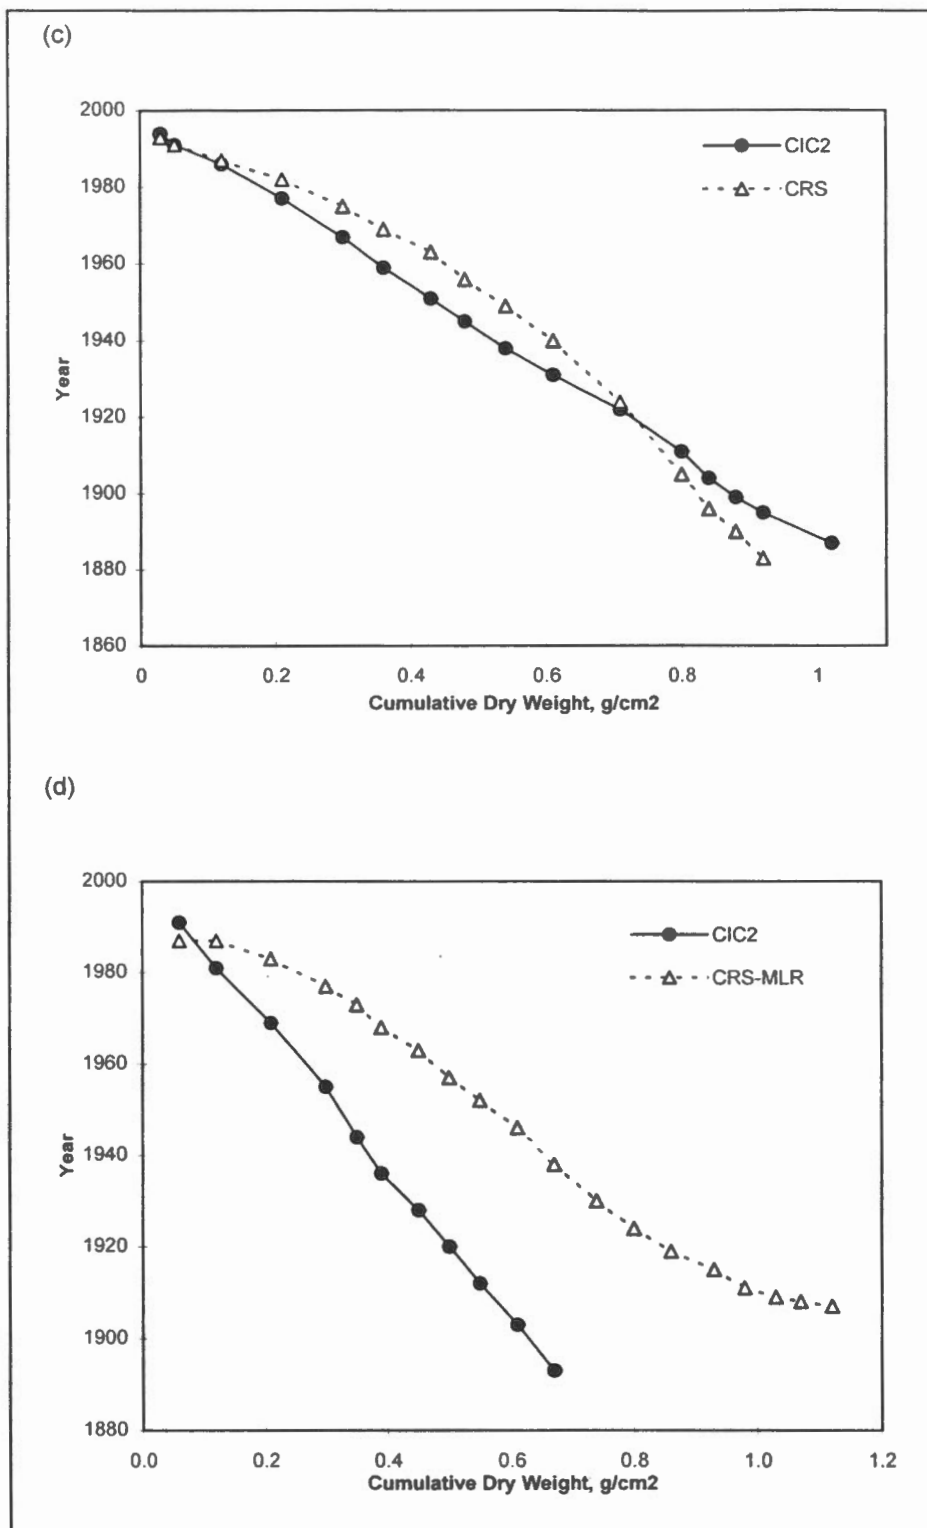 (c)
2000
1980
1960
1940
1920
1900
1880
1860
Year
CIC2
CRS
0 0.2 0.4 0.6 0.8 1
Cumulative Dry Weight, g/cm2
(d)
2000
1980
1960
1940
1920
1900
1880
Year
CIC2
CRS-MLR
0.0 0.2 0.4 0.6 0.8 1.0 1.2
Cumulative Dry Weight, g/cm2